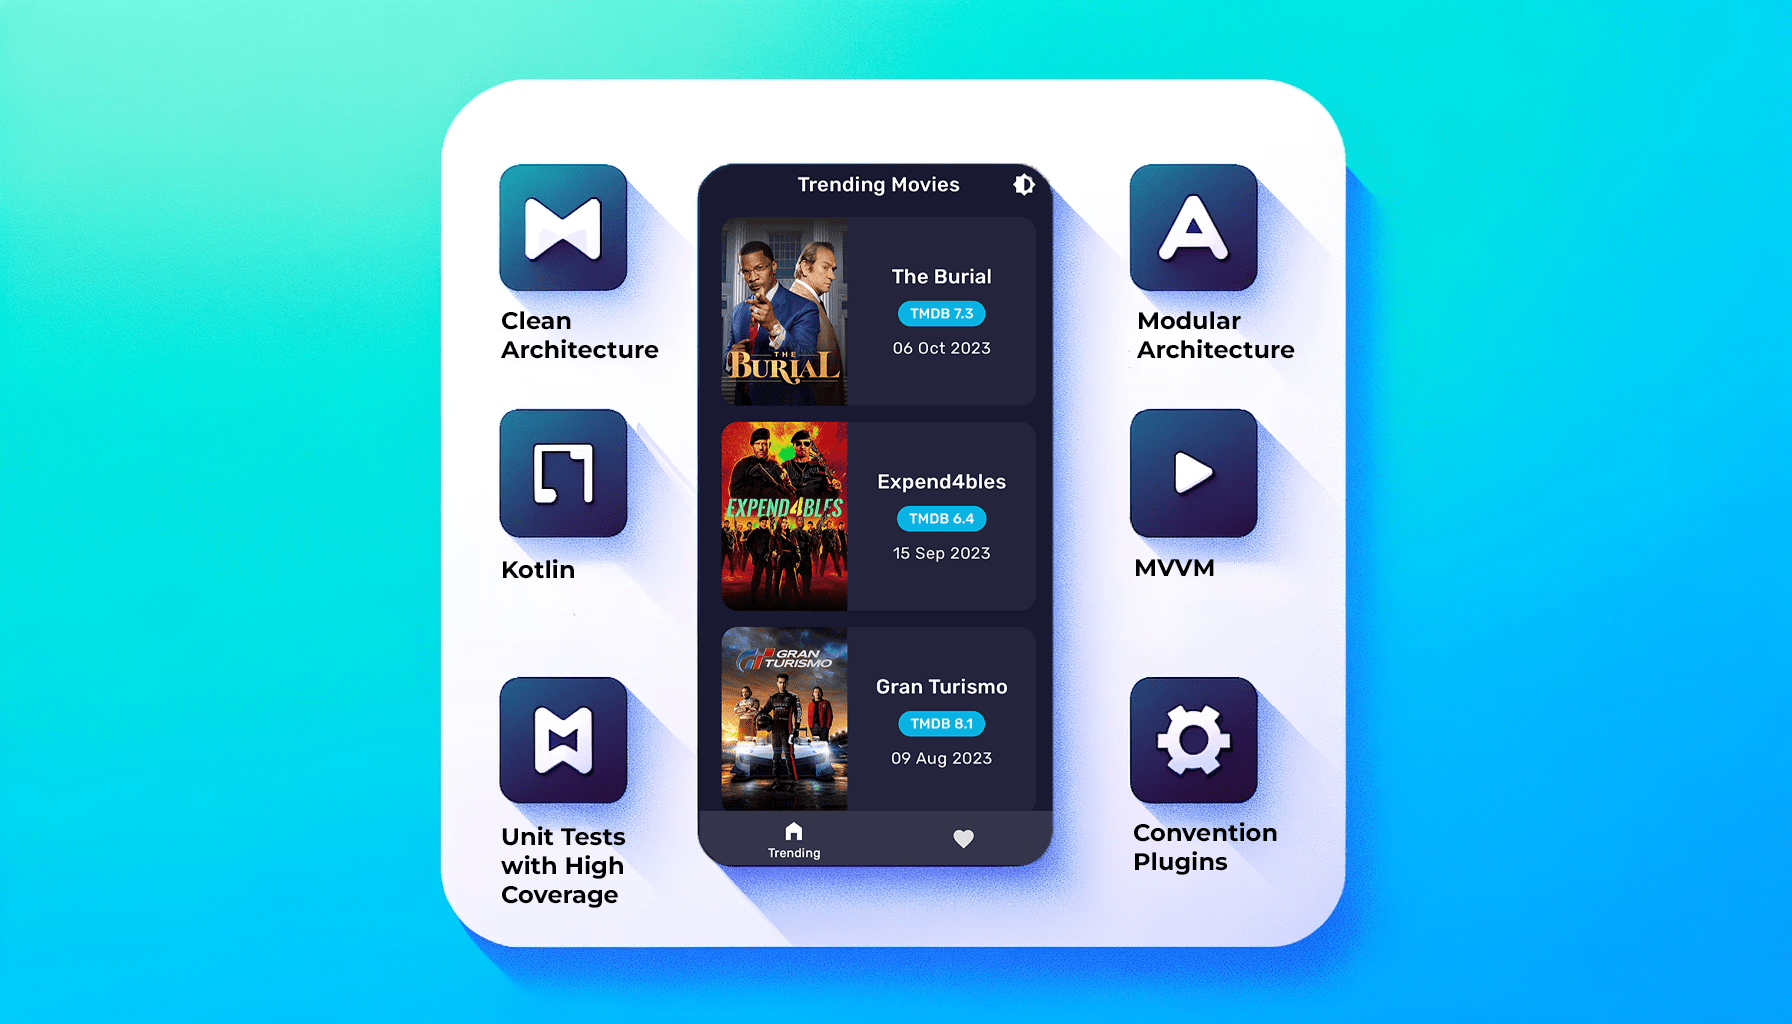 Trending Movies
Clean
Architecture
Kotlin
Unit Tests
with High
Coverage
THE
BURIAL
The Burial
TMDB 7.3
06 Oct 2023
EXPEND4BLES
Expend4bles
TMDB 6.4
15 Sep 2023
GRAN
TURISMO
Gran Turismo
TMDB 8.1
09 Aug 2023
Trending
Modular
Architecture
MVVM
Convention
Plugins